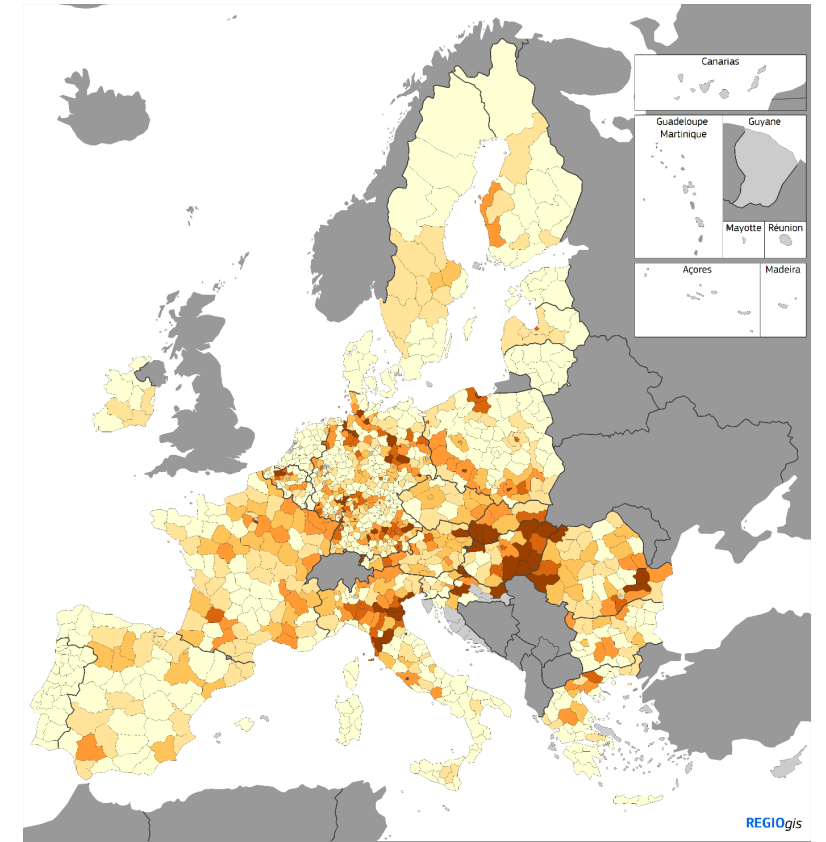 Canarias
Guadeloupe
Martinique
Guyane
Mayotte
Réunion
Açores
Madeira
REGIOgis